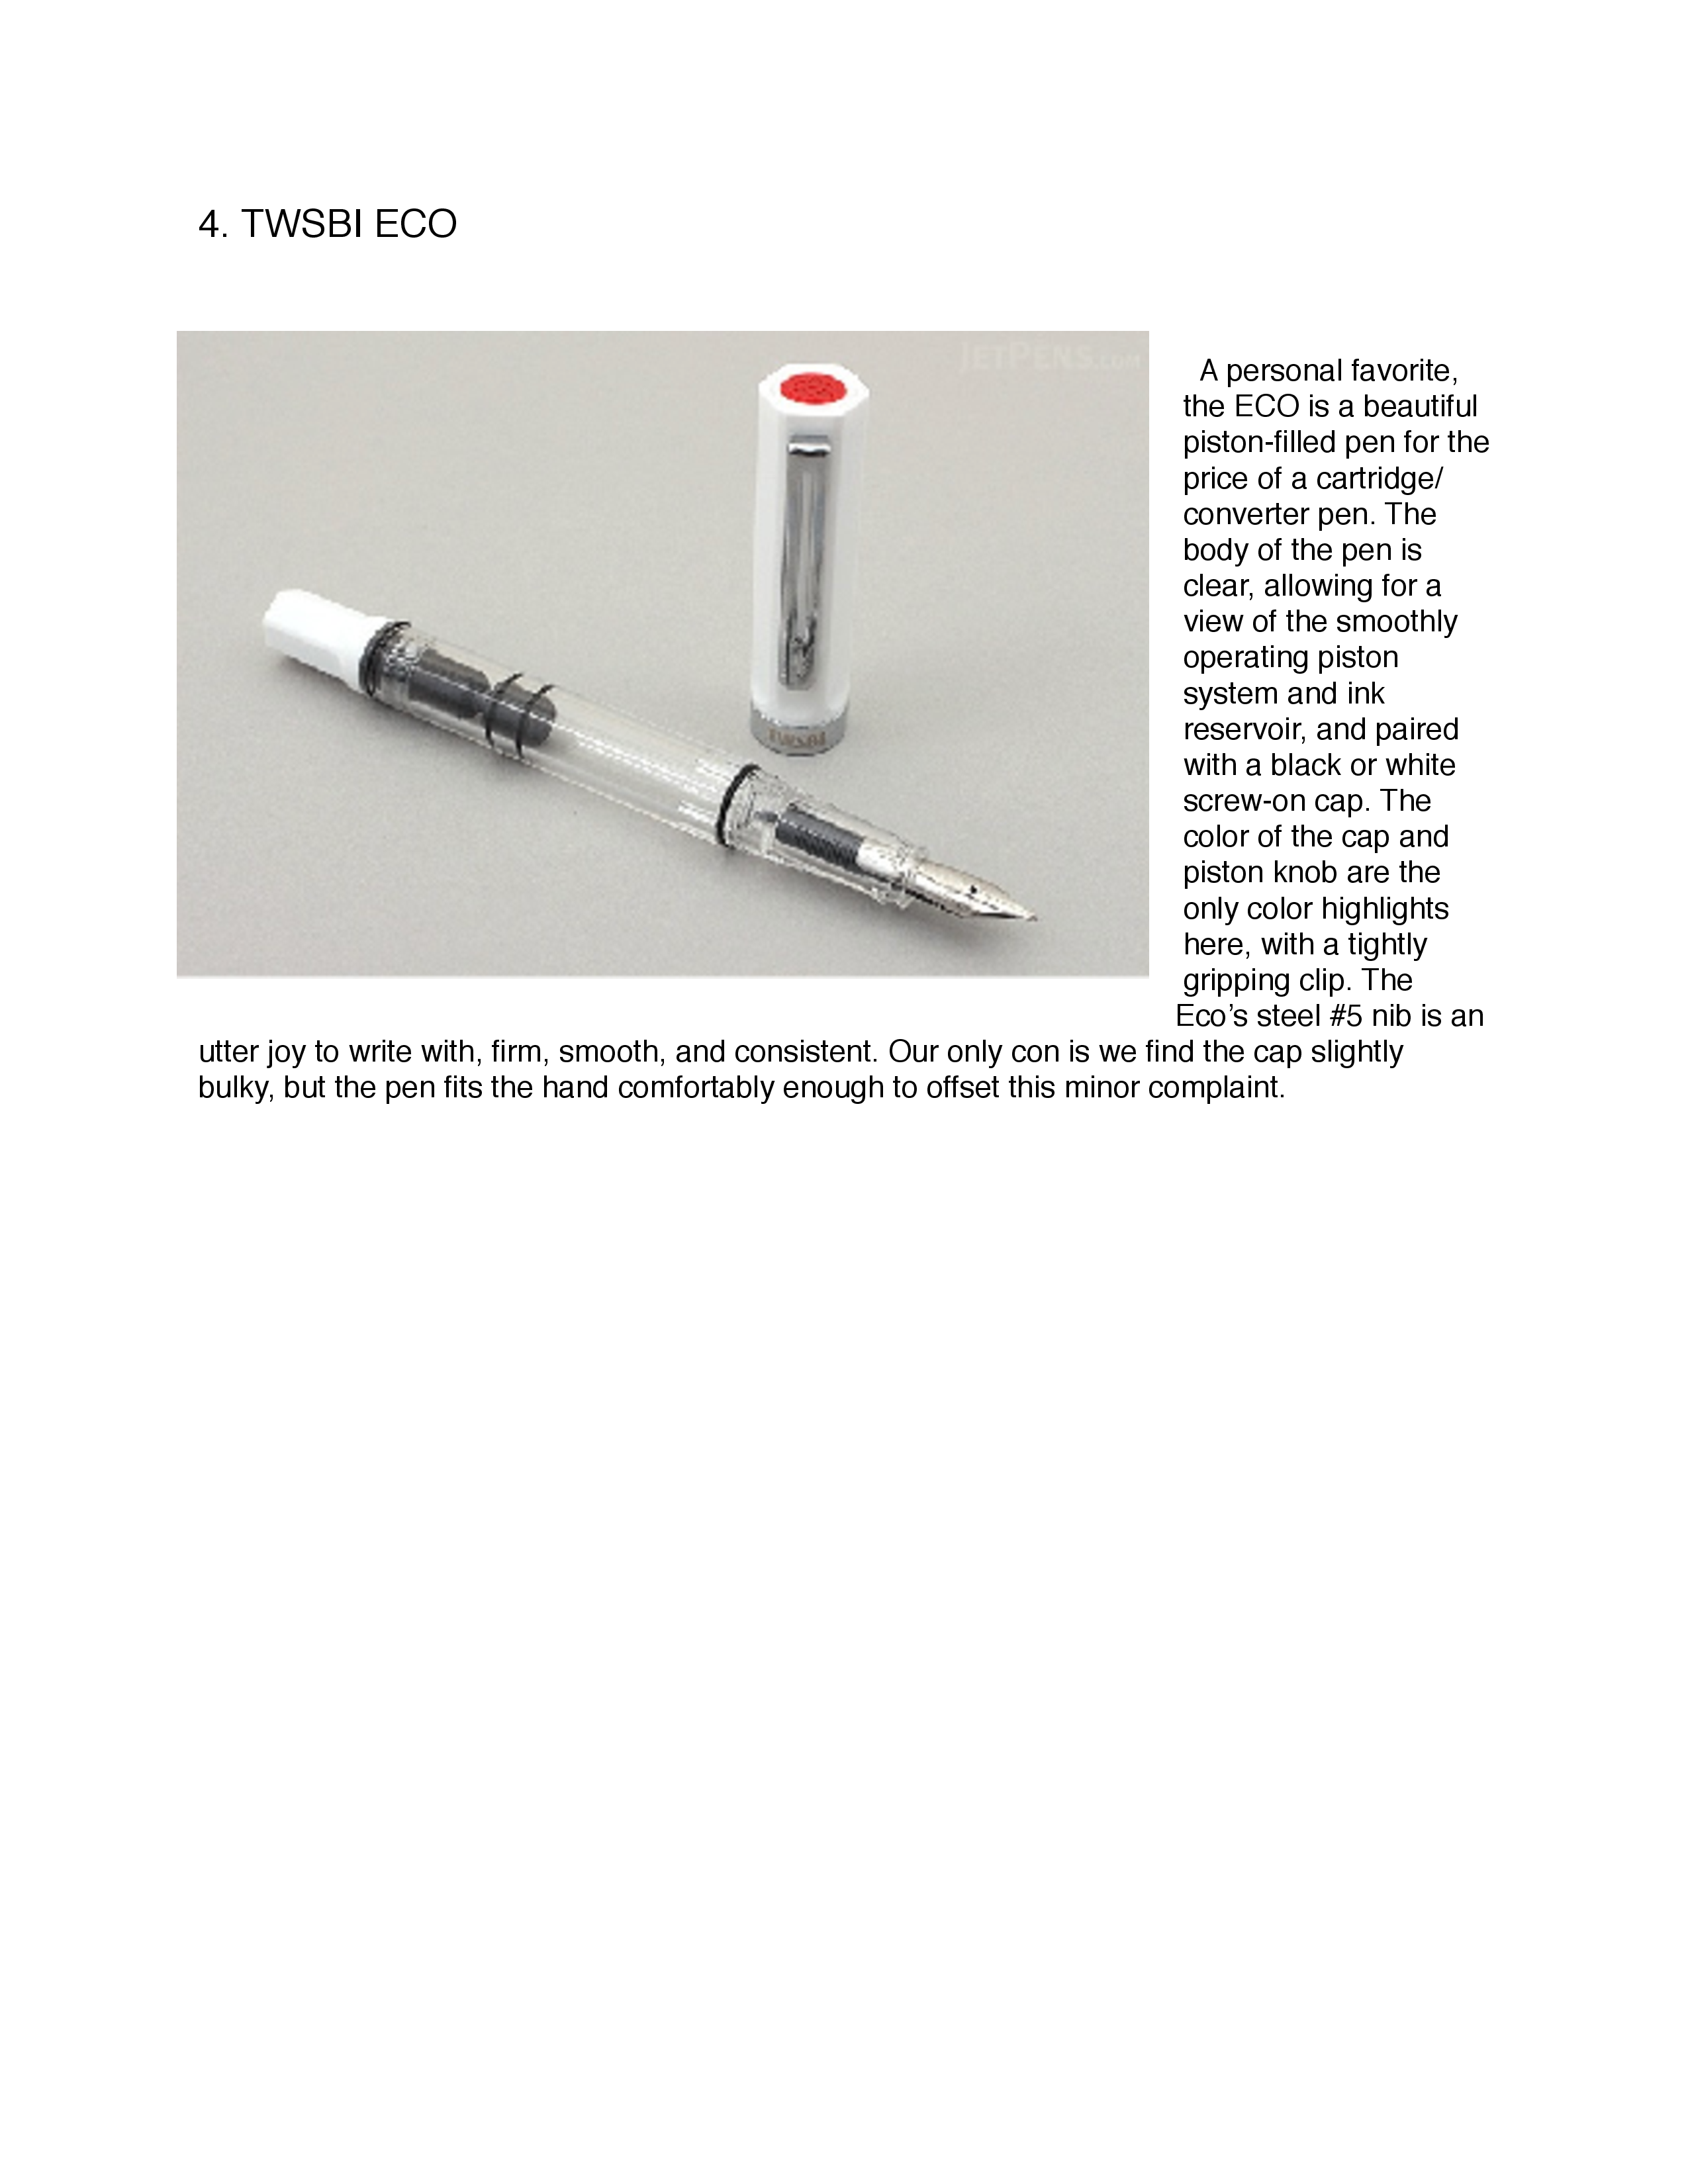 4. TWSBI ECO
JETPENS.COM
A personal favorite,
the ECO is a beautiful
piston-filled pen for the
price of a cartridge/
converter pen. The
body of the pen is
clear, allowing for a
view of the smoothly
operating piston
system and ink
reservoir, and paired
with a black or white
screw-on cap. The
color of the cap and
piston knob are the
only color highlights
here, with a tightly
gripping clip. The
Eco’s steel #5 nib is an
utter joy to write with, firm, smooth, and consistent. Our only con is we find the cap slightly
bulky, but the pen fits the hand comfortably enough to offset this minor complaint.
TWSBI